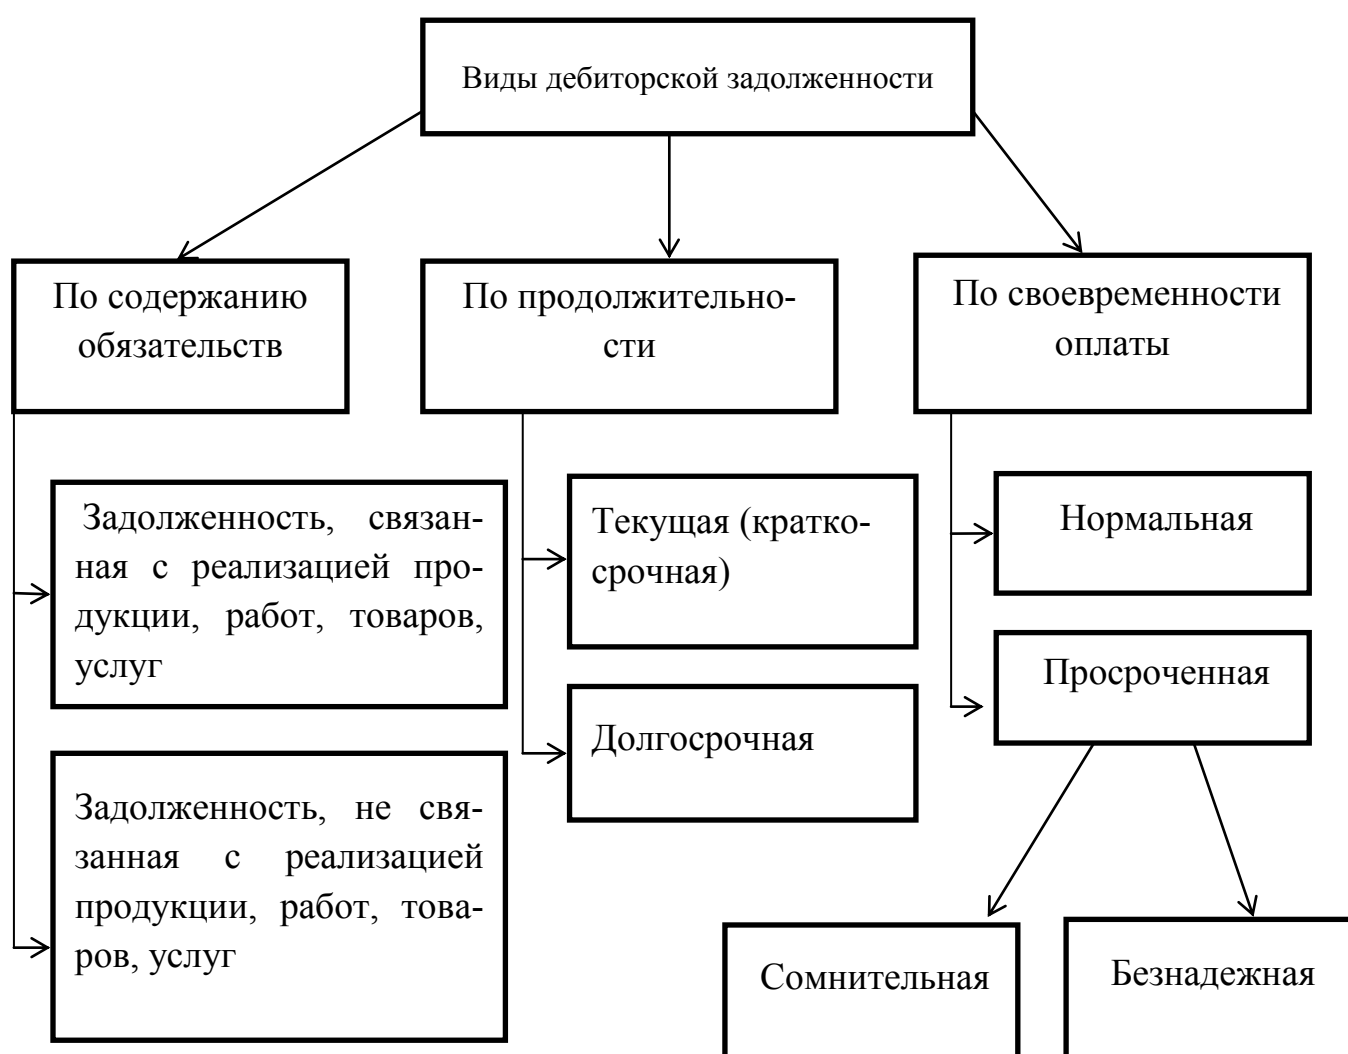 Виды дебиторской задолженности
По содержанию
обязательств
По продолжительно-
сти
По своевременности
оплаты
Задолженность, связан-
ная с реализацией про-
дукции, работ, товаров,
услуг
Задолженность, не свя-
занная с реализацией
продукции, работ, това-
ров, услуг
Текущая (кратко-
срочная)
Долгосрочная
Нормальная
Просроченная
Сомнительная
Безнадежная